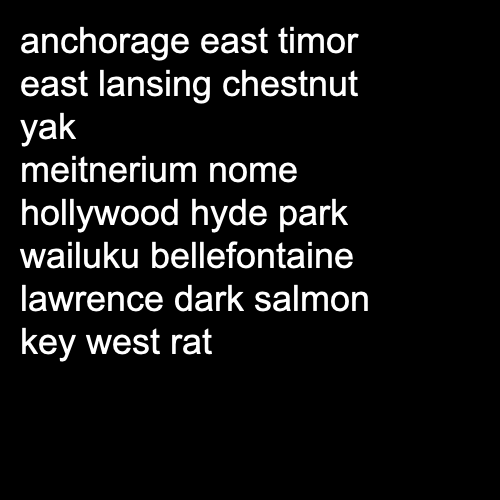 anchorage east timor
east lansing chestnut
yak
meitnerium nome
hollywood hyde park
wailuku bellefontaine
lawrence dark salmon
key west rat